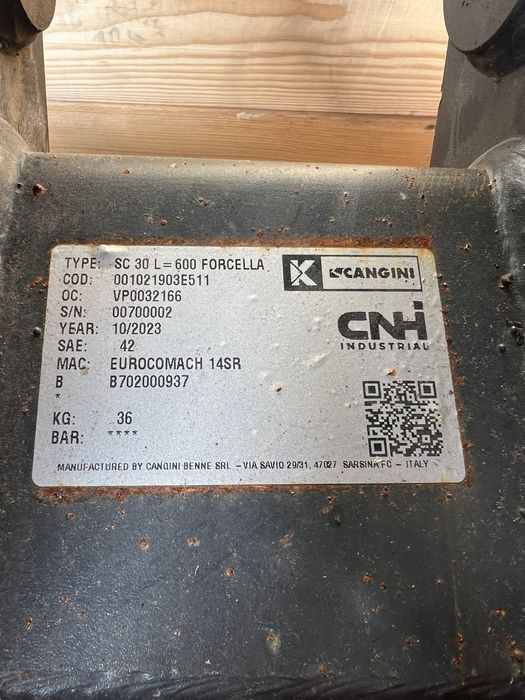 TYPE: SC 30 L=600 FORCELLA
K CANGINI
COD: 001021903E511
OC: VP0032166
S/N: 00700002
YEAR: 10/2023
CNH
INDUSTRIAL
SAE: 42
MAC: EUROCOMACH 14SR
B B702000937
*
KG: 36
BAR: ****
MANUFACTURED BY CANGINI BENNE SRL - VIA SAVIO 29/31, 47027 SARSINA FC - ITALY